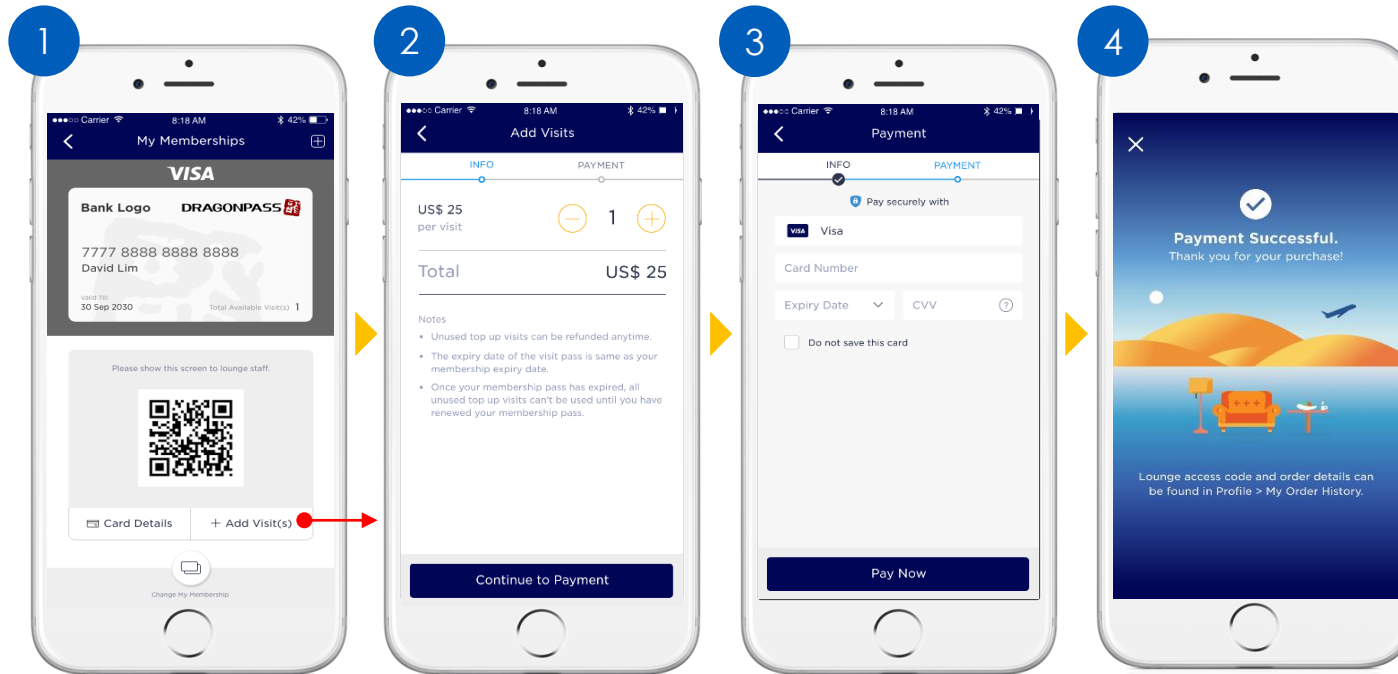 1
●●●○○ Carrier 8:18 AM 42%
My Memberships
VISA
Bank Logo DRAGONPASS
7777 8888 8888 8888
David Lim
Valid Till
30 Sep 2030 Total Available Visit(s) 1
Please show this screen to lounge staff.
Card Details + Add Visit(s)
Change My Membership
2
●●●○○ Carrier 8:18 AM 42%
Add Visits
INFO PAYMENT
US$ 25
per visit
1
Total US$ 25
Notes
• Unused top up visits can be refunded anytime.
• The expiry date of the visit pass is same as your
membership expiry date.
• Once your membership pass has expired, all
unused top up visits can't be used until you have
renewed your membership pass.
Continue to Payment
3
●●●○○ Carrier 8:18 AM 42%
Payment
INFO PAYMENT
Pay securely with
VISA Visa
Card Number
Expiry Date CVV ?
Do not save this card
Pay Now
4
Payment Successful.
Thank you for your purchase!
Lounge access code and order details can
be found in Profile > My Order History.